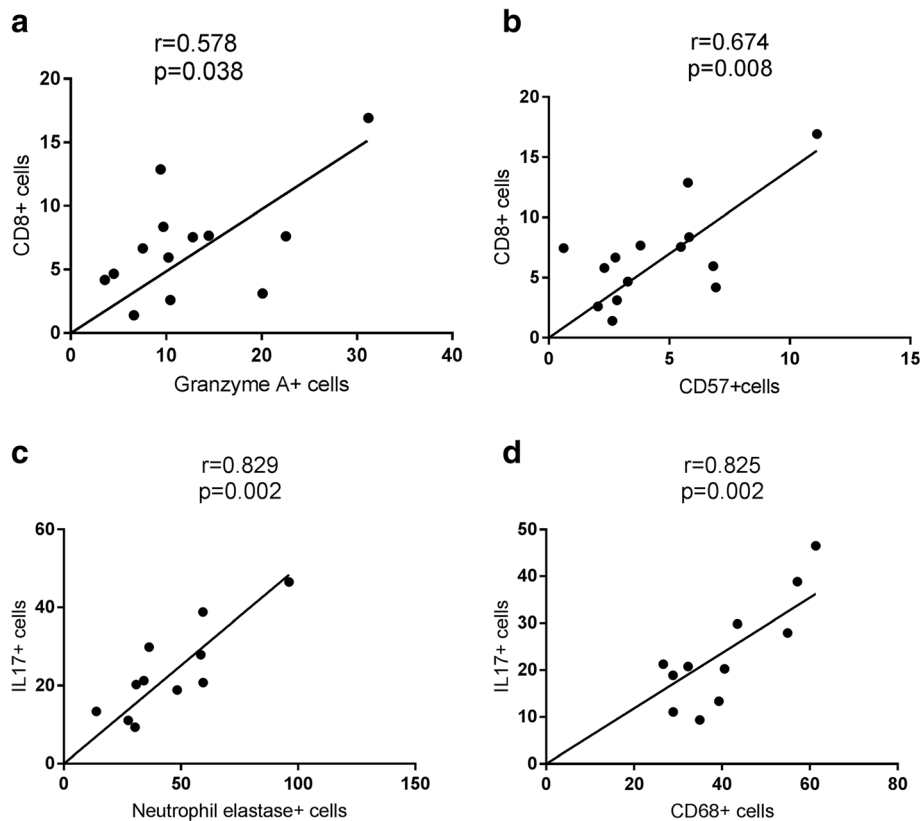 a
r=0.578
p=0.038
20
15
10
5
0
CD8+ cells
0 10 20 30 40
Granzyme A+ cells
b
r=0.674
p=0.008
20
15
10
5
0
CD8+ cells
0 5 10 15
CD57+cells
c
r=0.829
p=0.002
60
40
20
0
IL17+ cells
0 50 100 150
Neutrophil elastase+ cells
d
r=0.825
p=0.002
50
40
30
20
10
0
IL17+ cells
0 20 40 60 80
CD68+ cells